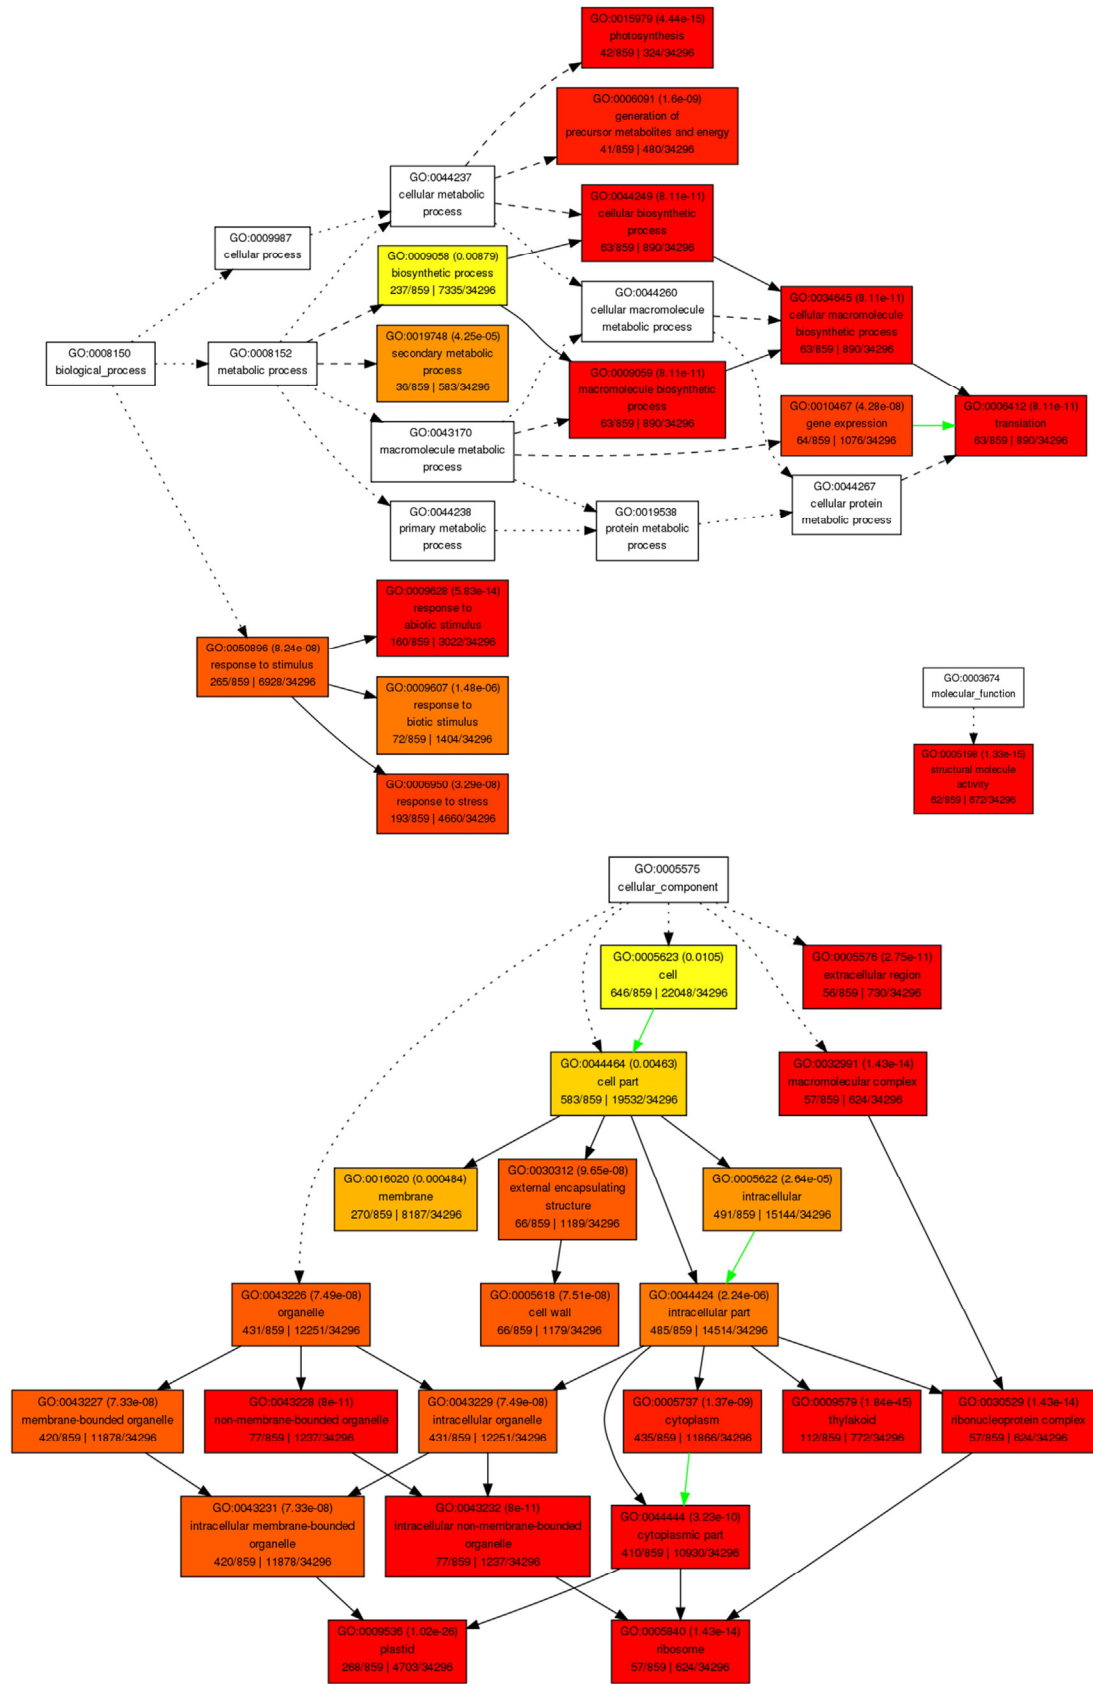 GO:0015979 (4.44e-15)
photosynthesis
42/859 | 324/34296
GO:0006091 (1.6e-09)
generation of
precursor metabolites and energy
41/859 | 480/34296
GO:0044237
cellular metabolic
process
GO:0044249 (8.11e-11)
cellular biosynthetic
process
63/859 | 890/34296
GO:0009987
cellular process
GO:0009058 (0.00879)
biosynthetic process
237/859 | 7335/34296
GO:0044260
cellular macromolecule
metabolic process
GO:0034645 (8.11e-11)
cellular macromolecule
biosynthetic process
63/859 | 890/34296
GO:0008150
biological_process
GO:0008152
metabolic process
GO:0019748 (4.25e-05)
secondary metabolic
process
36/859 | 583/34296
GO:0009059 (8.11e-11)
macromolecule biosynthetic
process
63/859 | 890/34296
GO:0010467 (4.28e-08)
gene expression
64/859 | 1076/34296
GO:0006412 (8.11e-11)
translation
63/859 | 890/34296
GO:0043170
macromolecule metabolic
process
GO:0044267
cellular protein
metabolic process
GO:0044238
primary metabolic
process
GO:0019538
protein metabolic
process
GO:0009628 (5.83e-14)
response to
abiotic stimulus
160/859 | 3022/34296
GO:0050896 (8.24e-08)
response to stimulus
265/859 | 6928/34296
GO:0009607 (1.48e-06)
response to
biotic stimulus
72/859 | 1404/34296
GO:0006950 (3.29e-08)
response to stress
193/859 | 4660/34296
GO:0003674
molecular_function
GO:0005198 (1.33e-15)
structural molecule
activity
62/859 | 672/34296
GO:0005575
cellular_component
GO:0005623 (0.0105)
cell
646/859 | 22048/34296
GO:0005576 (2.75e-11)
extracellular region
56/859 | 730/34296
GO:0044464 (0.00463)
cell part
583/859 | 19532/34296
GO:0032991 (1.43e-14)
macromolecular complex
57/859 | 624/34296
GO:0016020 (0.000484)
membrane
270/859 | 8187/34296
GO:0030312 (9.65e-08)
external encapsulating
structure
66/859 | 1189/34296
GO:0005622 (2.64e-05)
intracellular
491/859 | 15144/34296
GO:0043226 (7.49e-08)
organelle
431/859 | 12251/34296
GO:0005618 (7.51e-08)
cell wall
66/859 | 1179/34296
GO:0044424 (2.24e-06)
intracellular part
485/859 | 14514/34296
GO:0043227 (7.33e-08)
membrane-bounded organelle
420/859 | 11878/34296
GO:0043228 (8e-11)
non-membrane-bounded organelle
77/859 | 1237/34296
GO:0043229 (7.49e-08)
intracellular organelle
431/859 | 12251/34296
GO:0005737 (1.37e-09)
cytoplasm
435/859 | 11866/34296
GO:0009579 (1.84e-45)
thylakoid
112/859 | 772/34296
GO:0030529 (1.43e-14)
ribonucleoprotein complex
57/859 | 624/34296
GO:0043231 (7.33e-08)
intracellular membrane-bounded
organelle
420/859 | 11878/34296
GO:0043232 (8e-11)
intracellular non-membrane-bounded
organelle
77/859 | 1237/34296
GO:0044444 (3.23e-10)
cytoplasmic part
410/859 | 10930/34296
GO:0009536 (1.02e-26)
plastid
268/859 | 4703/34296
GO:0005840 (1.43e-14)
ribosome
57/859 | 624/34296